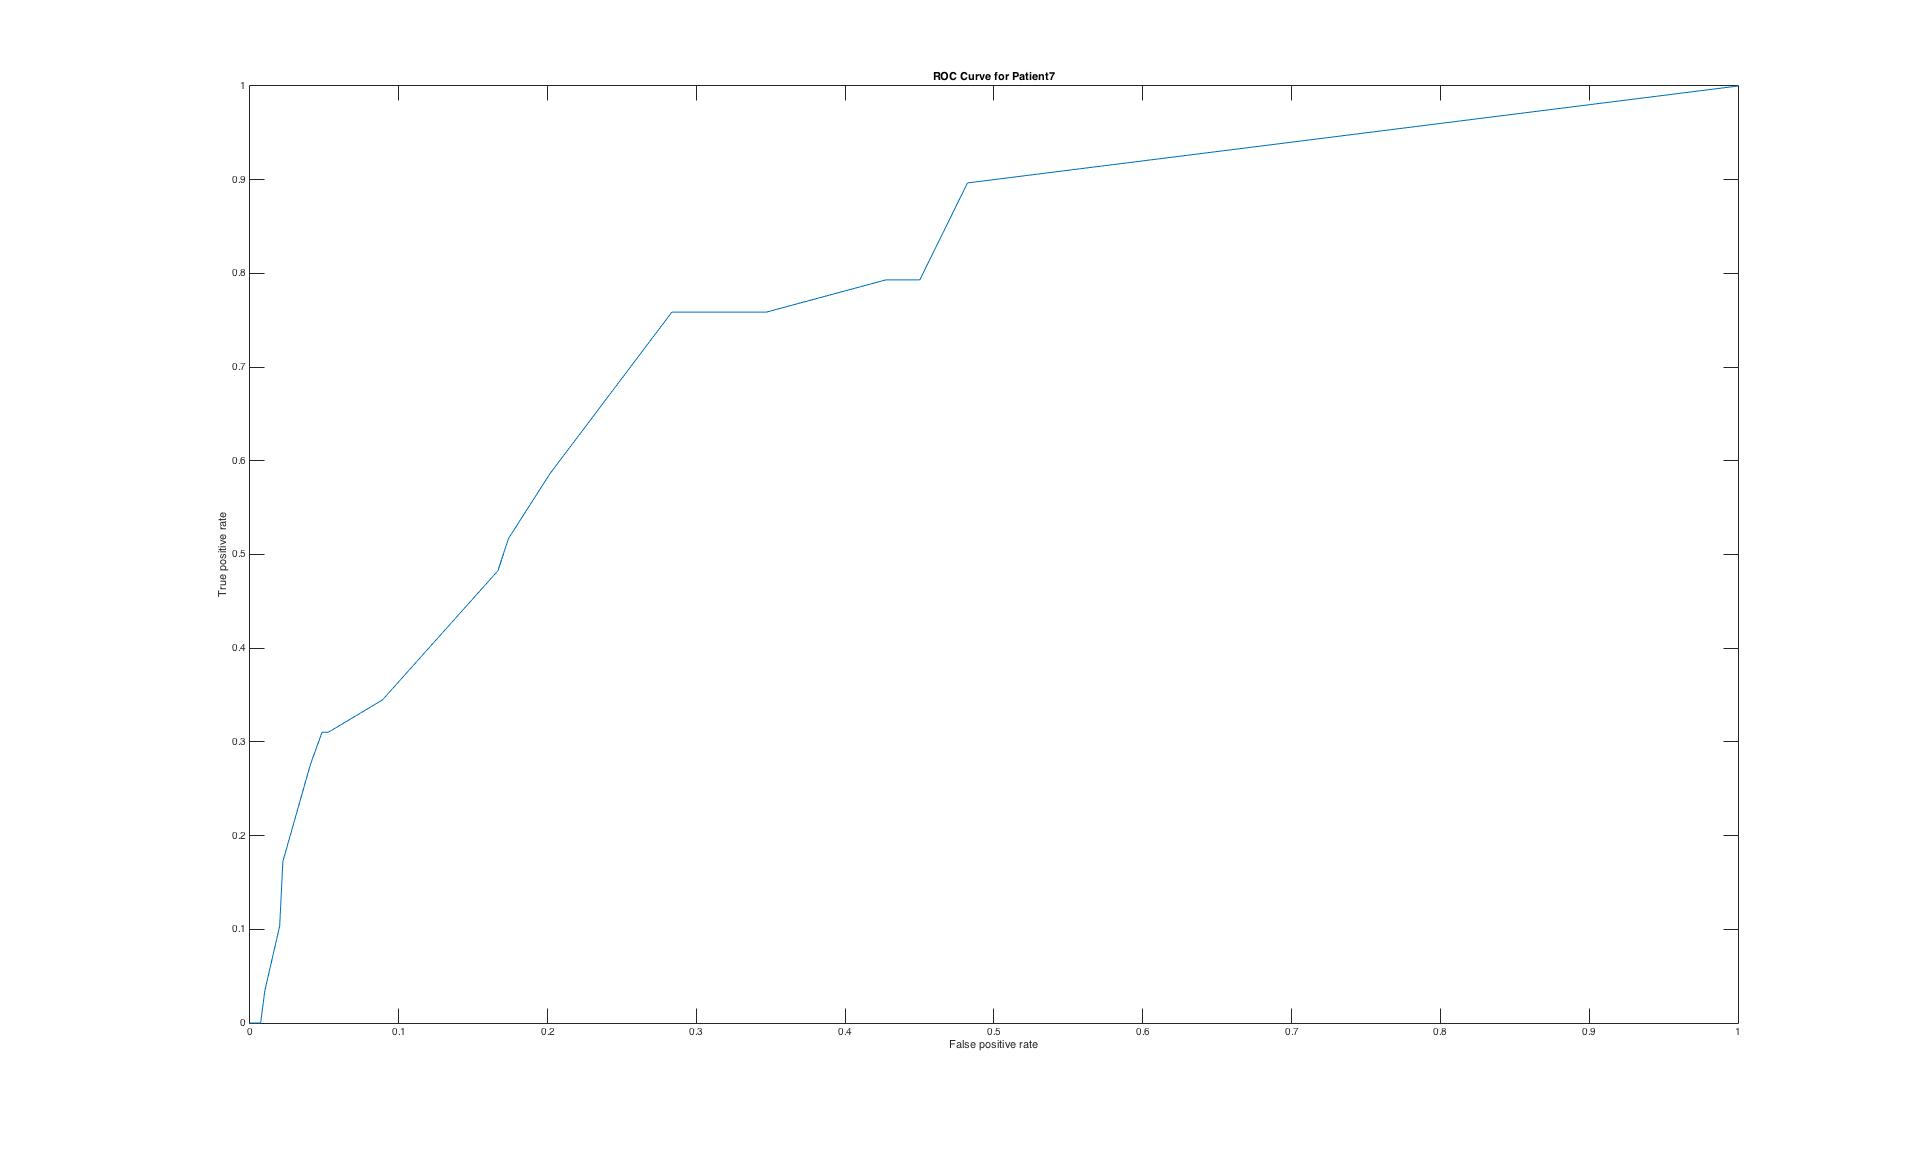 ROC Curve for Patient7
1
0.9
0.8
0.7
0.6
0.5
0.4
0.3
0.2
0.1
0
True positive rate
0 0.1 0.2 0.3 0.4 0.5 0.6 0.7 0.8 0.9 1
False positive rate